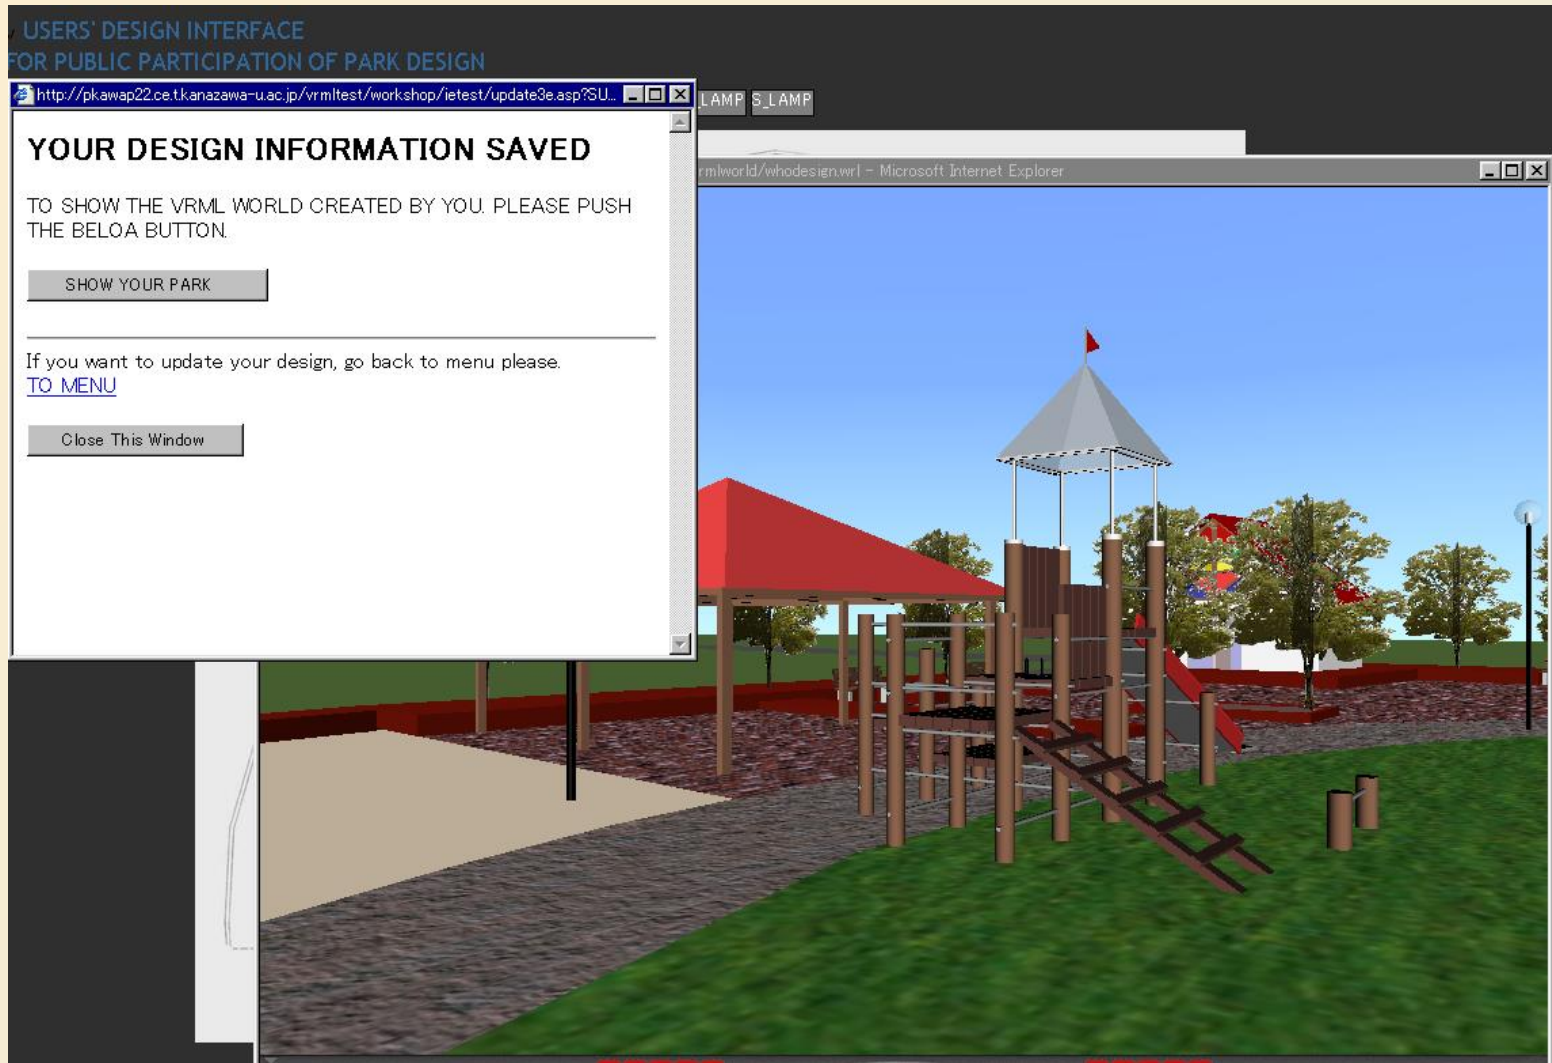 USERS' DESIGN INTERFACE
FOR PUBLIC PARTICIPATION OF PARK DESIGN
http://pkawap22.ce.t.kanazawa-u.ac.jp/vrmltest/workshop/ietest/update3e.asp?SU...
LAMP S_LAMP
YOUR DESIGN INFORMATION SAVED
rmlworld/whodesign.wrl - Microsoft Internet Explorer
TO SHOW THE VRML WORLD CREATED BY YOU. PLEASE PUSH
THE BELOA BUTTON.
SHOW YOUR PARK
If you want to update your design, go back to menu please.
TO MENU
Close This Window